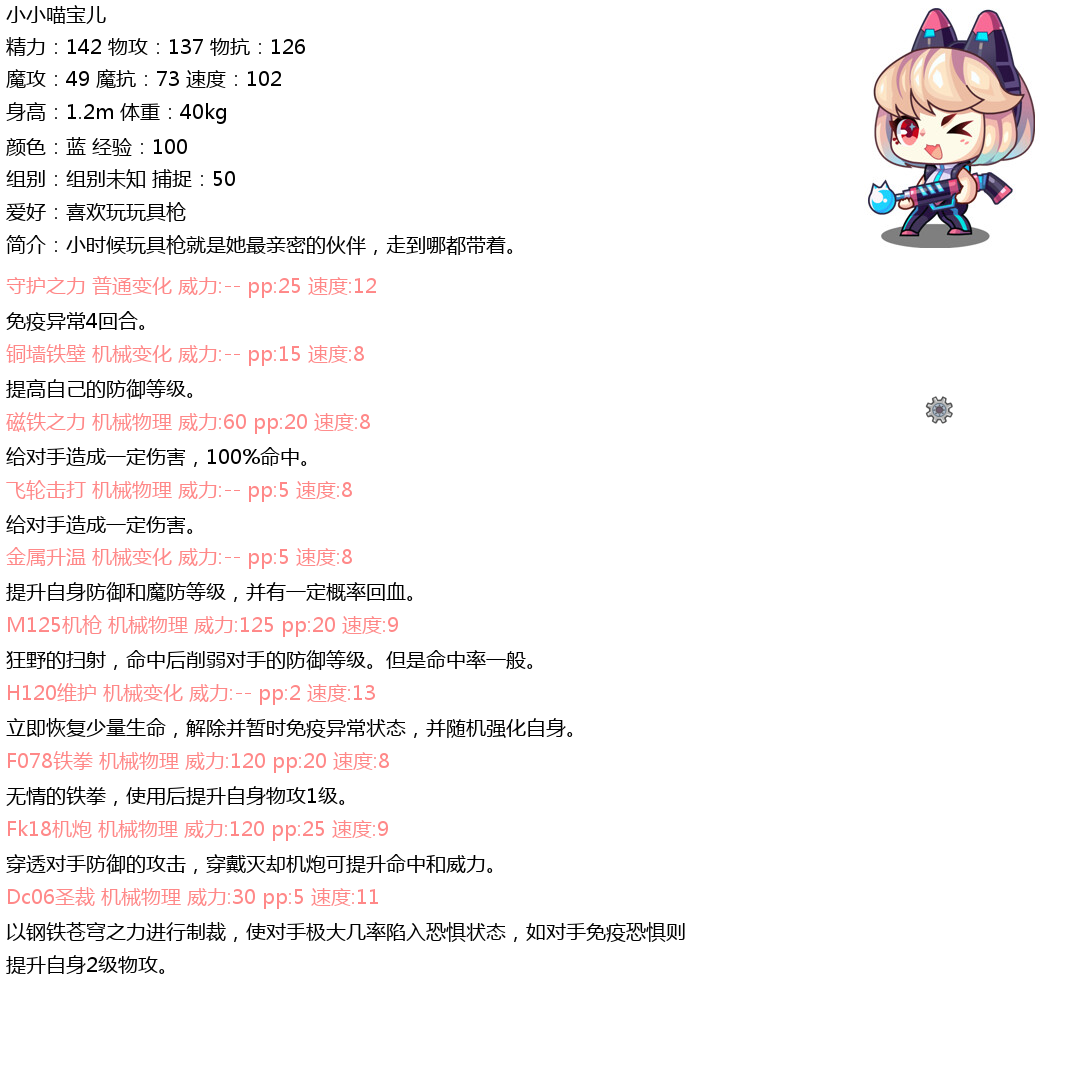 小小喵宝儿
精力：142 物攻：137 物抗：126
魔攻：49 魔抗：73 速度：102
身高：1.2m 体重：40kg
颜色：蓝 经验：100
组别：组别未知 捕捉：50
爱好：喜欢玩玩具枪
简介：小时候玩具枪就是她最亲密的伙伴，走到哪都带着。
守护之力 普通变化 威力:-- pp:25 速度:12
免疫异常4回合。
铜墙铁壁 机械变化 威力:-- pp:15 速度:8
提高自己的防御等级。
磁铁之力 机械物理 威力:60 pp:20 速度:8
给对手造成一定伤害，100%命中。
飞轮击打 机械物理 威力:-- pp:5 速度:8
给对手造成一定伤害。
金属升温 机械变化 威力:-- pp:5 速度:8
提升自身防御和魔防等级，并有一定概率回血。
M125机枪 机械物理 威力:125 pp:20 速度:9
狂野的扫射，命中后削弱对手的防御等级。但是命中率一般。
H120维护 机械变化 威力:-- pp:2 速度:13
立即恢复少量生命，解除并暂时免疫异常状态，并随机强化自身。
F078铁拳 机械物理 威力:120 pp:20 速度:8
无情的铁拳，使用后提升自身物攻1级。
Fk18机炮 机械物理 威力:120 pp:25 速度:9
穿透对手防御的攻击，穿戴灭却机炮可提升命中和威力。
Dc06圣裁 机械物理 威力:30 pp:5 速度:11
以钢铁苍穹之力进行制裁，使对手极大几率陷入恐惧状态，如对手免疫恐惧则
提升自身2级物攻。